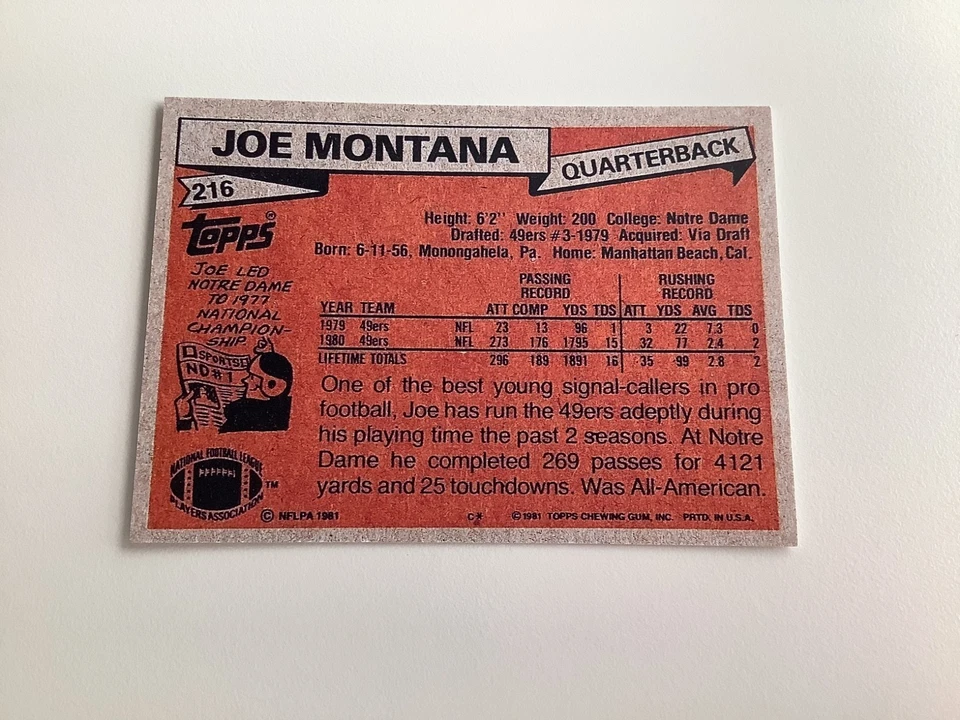 JOE MONTANA
QUARTERBACK
216
Topps®
Height: 6'2'' Weight: 200 College: Notre Dame
Drafted: 49ers #3-1979 Acquired: Via Draft
Born: 6-11-56, Monongahela, Pa. Home: Manhattan Beach, Cal.
JOE LED
NOTRE DAME
TO 1977
NATIONAL
CHAMPION-
SHIP.
SPORTS
ND#1
PASSING RUSHING
RECORD RECORD
YEAR TEAM ATT COMP YDS TDS ATT YDS AVG TDS
1979 49ers NFL 23 13 96 1 3 22 7.3 0
1980 49ers NFL 273 176 1795 15 32 77 2.4 2
LIFETIME TOTALS 296 189 1891 16 35 99 2.8 2
One of the best young signal-callers in pro
football, Joe has run the 49ers adeptly during
his playing time the past 2 seasons. At Notre
Dame he completed 269 passes for 4121
yards and 25 touchdowns. Was All-American.
NATIONAL FOOTBALL LEAGUE
PLAYERS ASSOCIATION
TM
© NFLPA 1981 C* © 1981 TOPPS CHEWING GUM, INC. PRTD. IN U.S.A.